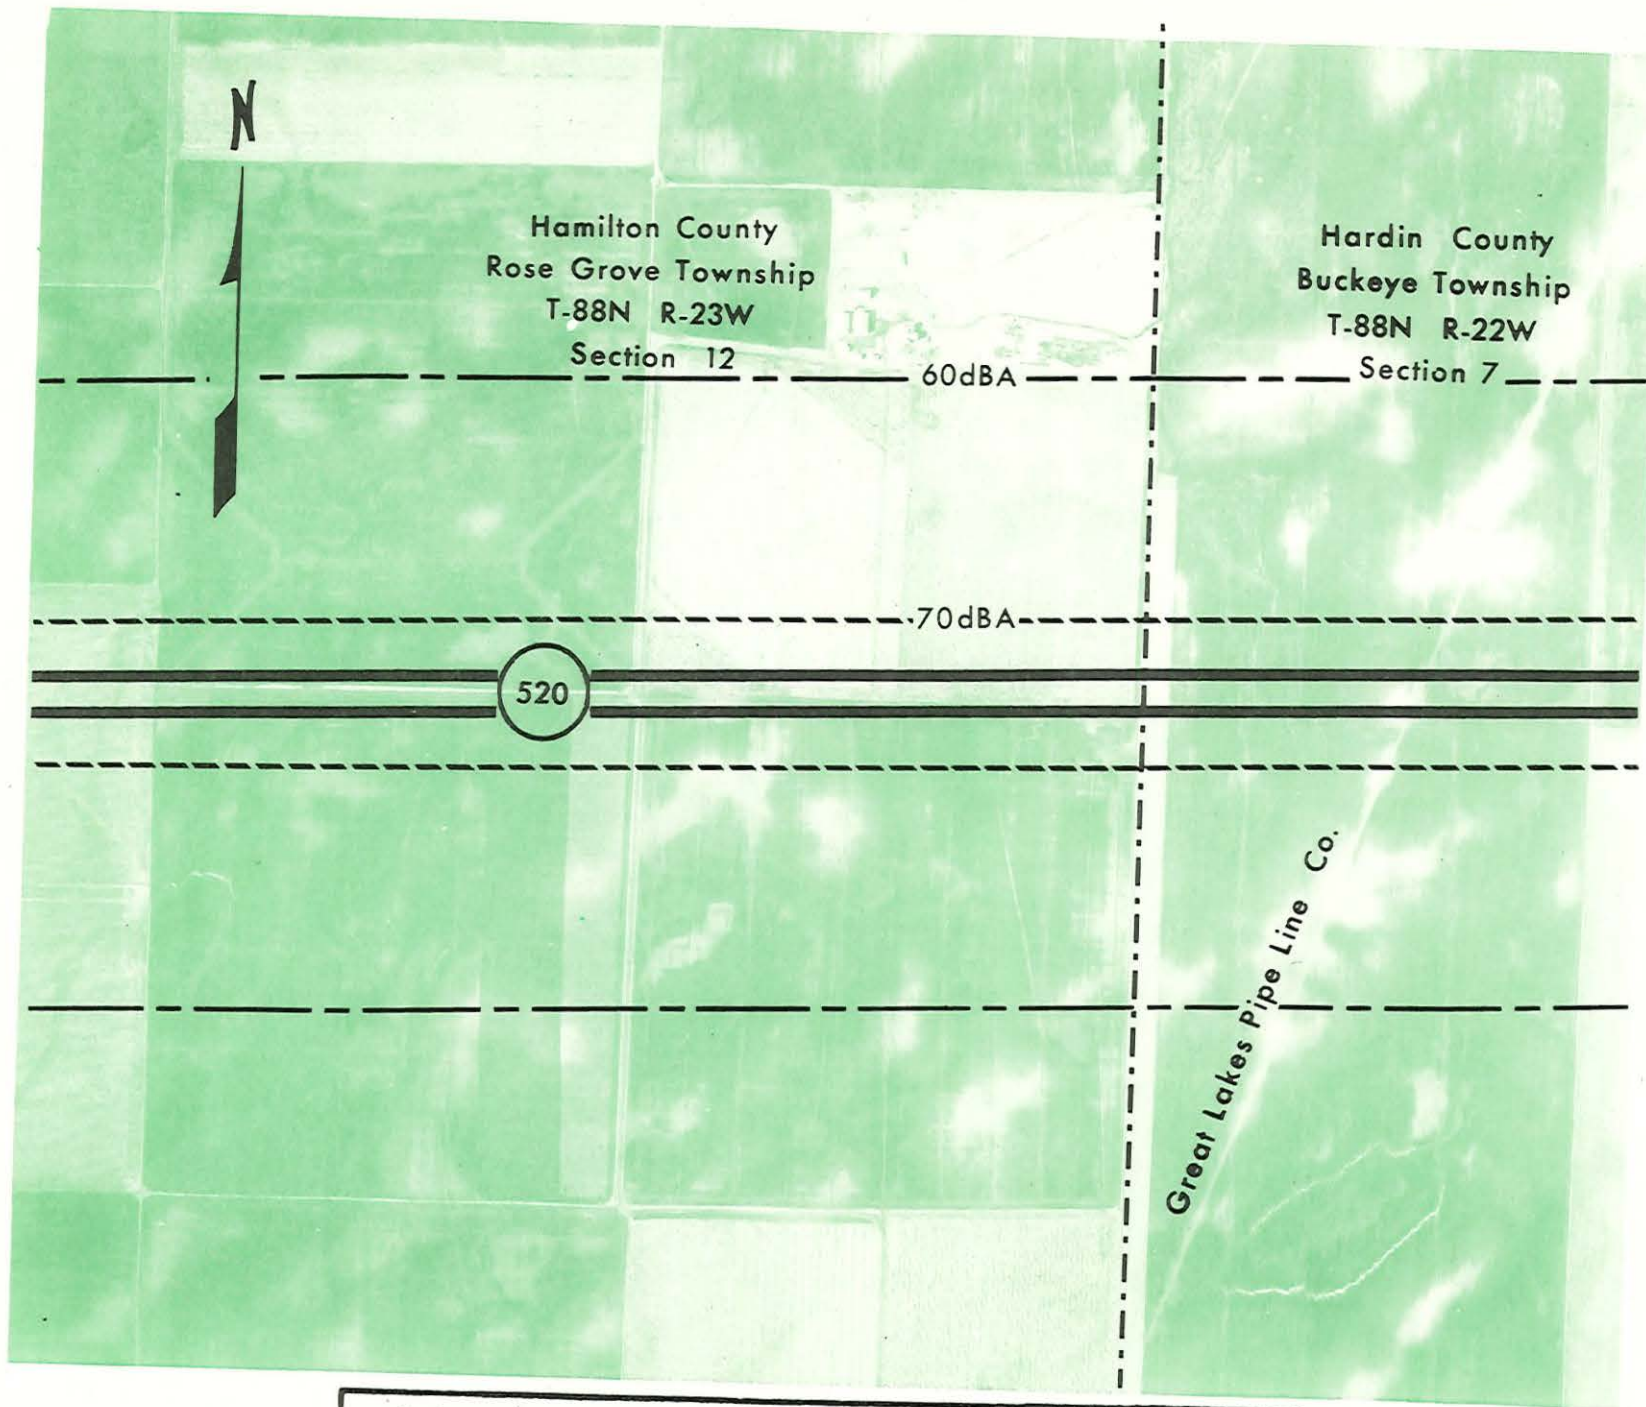 N
Hamilton County
Rose Grove Township
T-88N R-23W
Section 12
Hardin County
Buckeye Township
T-88N R-22W
Section 7
60dBA
70dBA
520
Great Lakes Pipe Line Co.